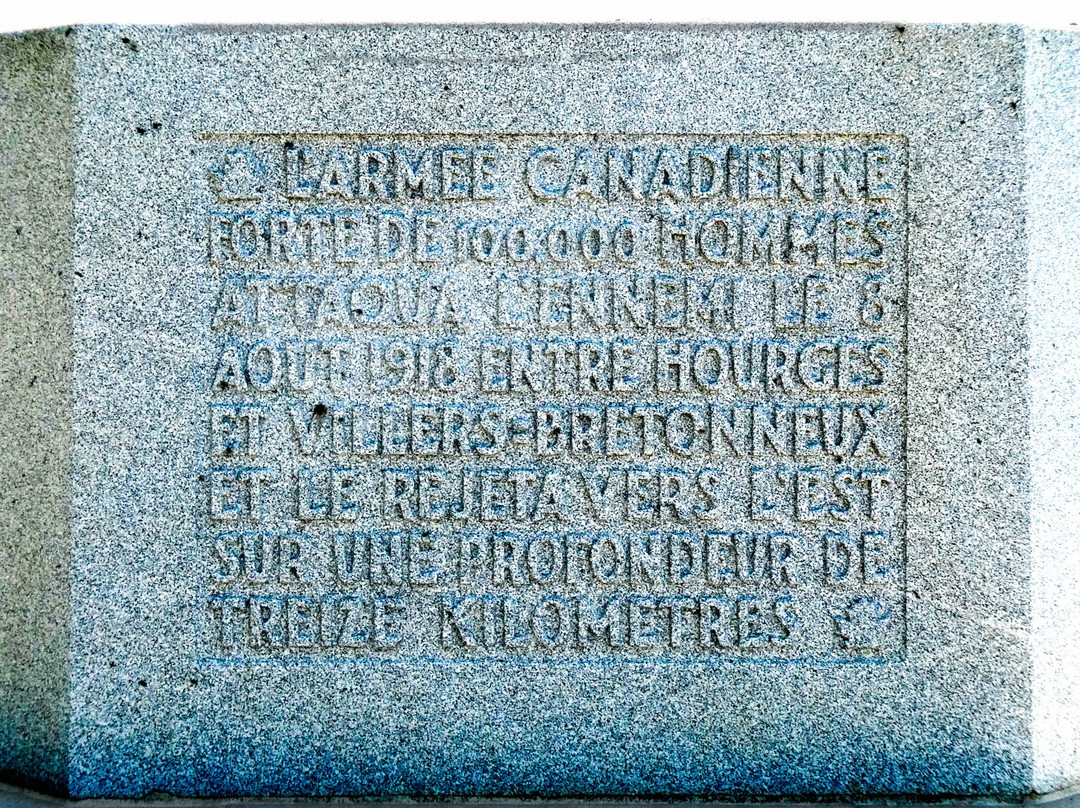 L'ARMEE CANADIENNE
FORTE DE 100.000 HOMMES
ATTAQUA L'ENNEMI LE 8
AOUT 1918 ENTRE HOURGES
ET VILLERS-BRETONNEUX
ET LE REJETA VERS L'EST
SUR UNE PROFONDEUR DE
TREIZE KILOMETRES